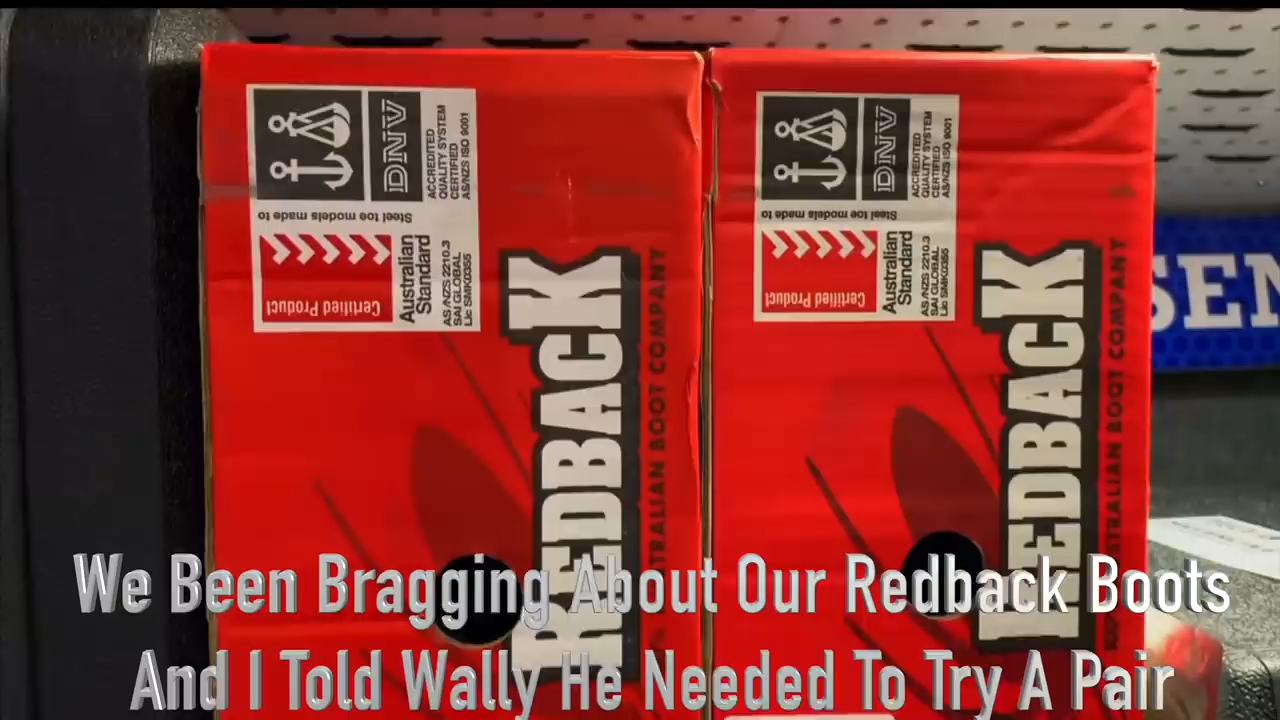 DNV
ACCREDITED
QUALITY SYSTEM
CERTIFIED
AS/NZS ISO 9001
Steel toe models made to
Certified Product
Australian
Standard
AS/NZS 2210.3
SAI GLOBAL
Lic SMK0355
REDBACK
AUSTRALIAN BOOT COMPANY
DNV
ACCREDITED
QUALITY SYSTEM
CERTIFIED
AS/NZS ISO 9001
Steel toe models made to
Certified Product
Australian
Standard
AS/NZS 2210.3
SAI GLOBAL
Lic SMK0355
REDBACK
AUSTRALIAN BOOT COMPANY
SEN
We Been Bragging About Our Redback Boots
And I Told Wally He Needed To Try A Pair